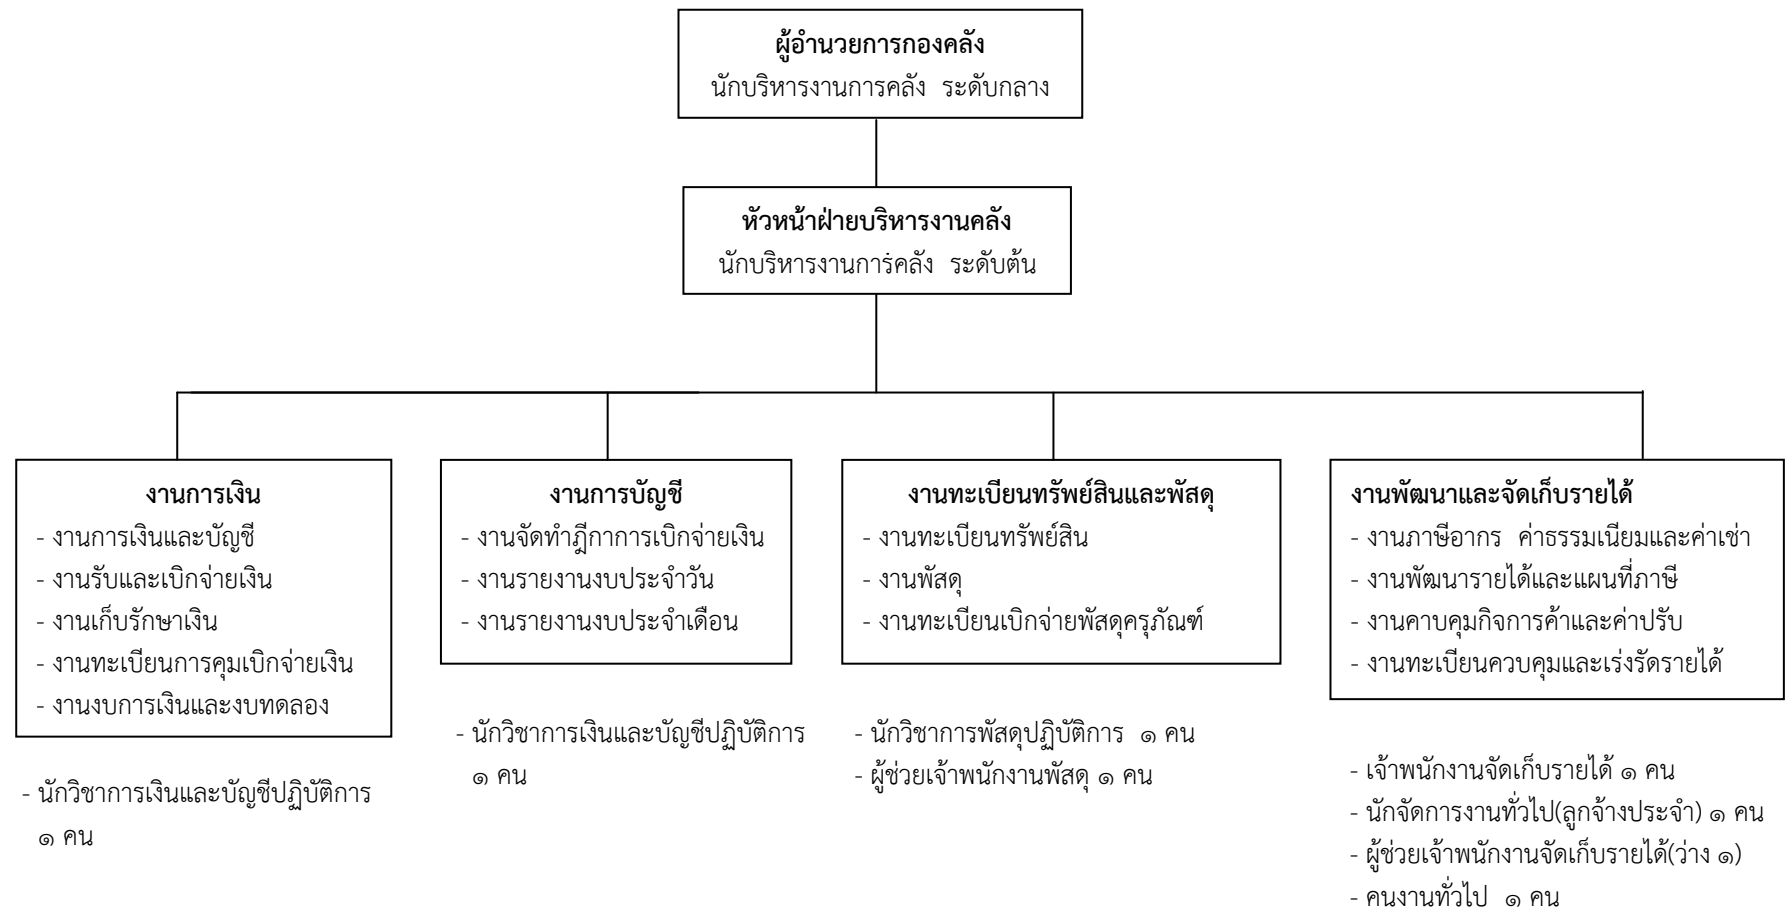 ผู้อำนวยการกองคลัง
นักบริหารงานการคลัง ระดับกลาง
หัวหน้าฝ่ายบริหารงานคลัง
นักบริหารงานการคลัง ระดับต้น
งานการเงิน
- งานการเงินและบัญชี
- งานรับและเบิกจ่ายเงิน
- งานเก็บรักษาเงิน
- งานทะเบียนการคุมเบิกจ่ายเงิน
- งานงบการเงินและงบทดลอง
- นักวิชาการเงินและบัญชีปฏิบัติการ
๑ คน
งานการบัญชี
- งานจัดทำฎีกาการเบิกจ่ายเงิน
- งานรายงานงบประจำวัน
- งานรายงานงบประจำเดือน
- นักวิชาการเงินและบัญชีปฏิบัติการ
๑ คน
งานทะเบียนทรัพย์สินและพัสดุ
- งานทะเบียนทรัพย์สิน
- งานพัสดุ
- งานทะเบียนเบิกจ่ายพัสดุครุภัณฑ์
- นักวิชาการพัสดุปฏิบัติการ ๑ คน
- ผู้ช่วยเจ้าพนักงานพัสดุ ๑ คน
งานพัฒนาและจัดเก็บรายได้
- งานภาษีอากร ค่าธรรมเนียมและค่าเช่า
- งานพัฒนารายได้และแผนที่ภาษี
- งานคาบคุมกิจการค้าและค่าปรับ
- งานทะเบียนควบคุมและเร่งรัดรายได้
- เจ้าพนักงานจัดเก็บรายได้ ๑ คน
- นักจัดการงานทั่วไป(ลูกจ้างประจำ) ๑ คน
- ผู้ช่วยเจ้าพนักงานจัดเก็บรายได้(ว่าง ๑)
- คนงานทั่วไป ๑ คน